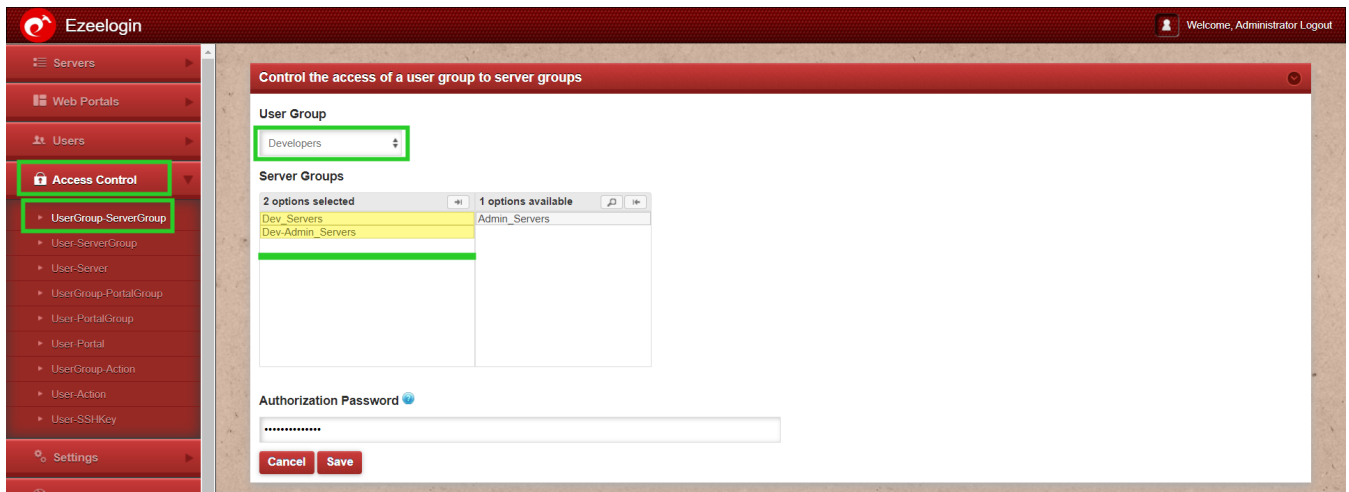 Ezeelogin
Welcome, Administrator Logout
Servers
Web Portals
Users
Access Control
UserGroup-ServerGroup
User-ServerGroup
User-Server
UserGroup-PortalGroup
User-PortalGroup
User-Portal
UserGroup-Action
User-Action
User-SSHKey
Settings
Control the access of a user group to server groups
User Group
Developers
Server Groups
2 options selected
1 options available
Dev_Servers
Admin_Servers
Dev-Admin_Servers
Authorization Password
••••••••••••••
Cancel Save